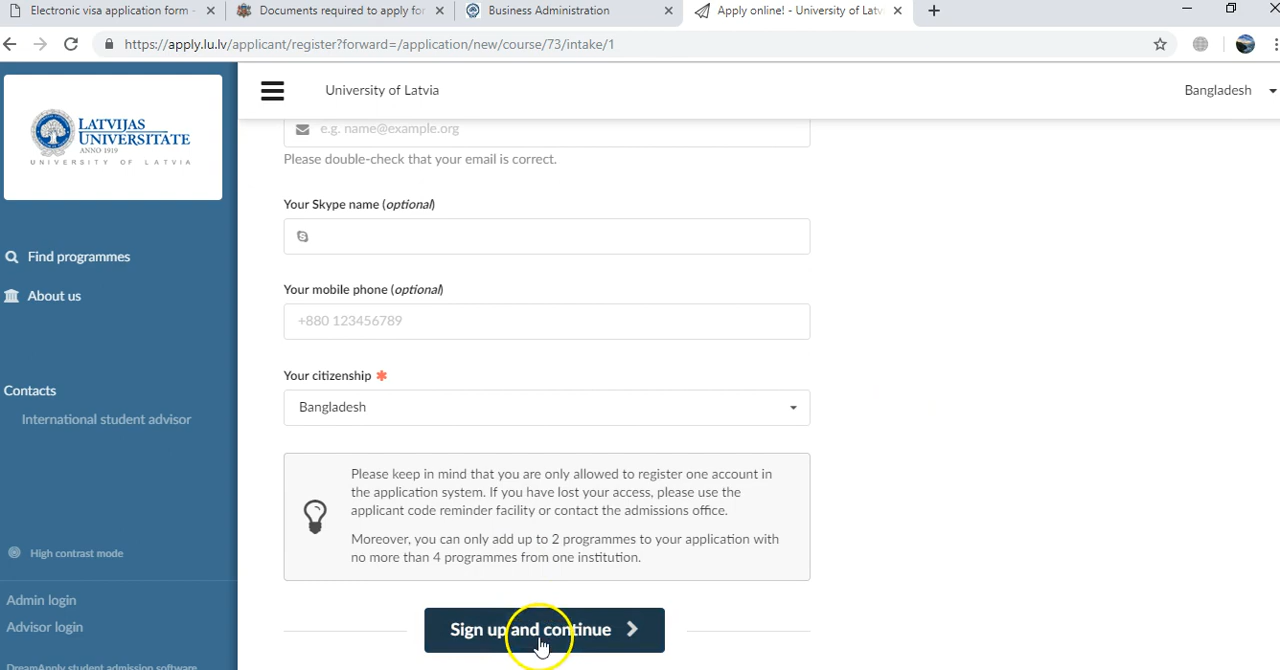 Electronic visa application form -
Documents required to apply for
Business Administration
Apply online! - University of Latv
https://apply.lu.lv/applicant/register?forward=/application/new/course/73/intake/1
LATVIJAS
UNIVERSITATE
ANNO 1919
UNIVERSITY OF LATVIA
University of Latvia
Bangladesh
e.g. name@example.org
Please double-check that your email is correct.
Your Skype name (optional)
Find programmes
About us
Your mobile phone (optional)
+880 123456789
Your citizenship *
Contacts
International student advisor
Bangladesh
Please keep in mind that you are only allowed to register one account in
the application system. If you have lost your access, please use the
applicant code reminder facility or contact the admissions office.
Moreover, you can only add up to 2 programmes to your application with
no more than 4 programmes from one institution.
High contrast mode
Admin login
Advisor login
Sign up and continue
DreamApply student admission software